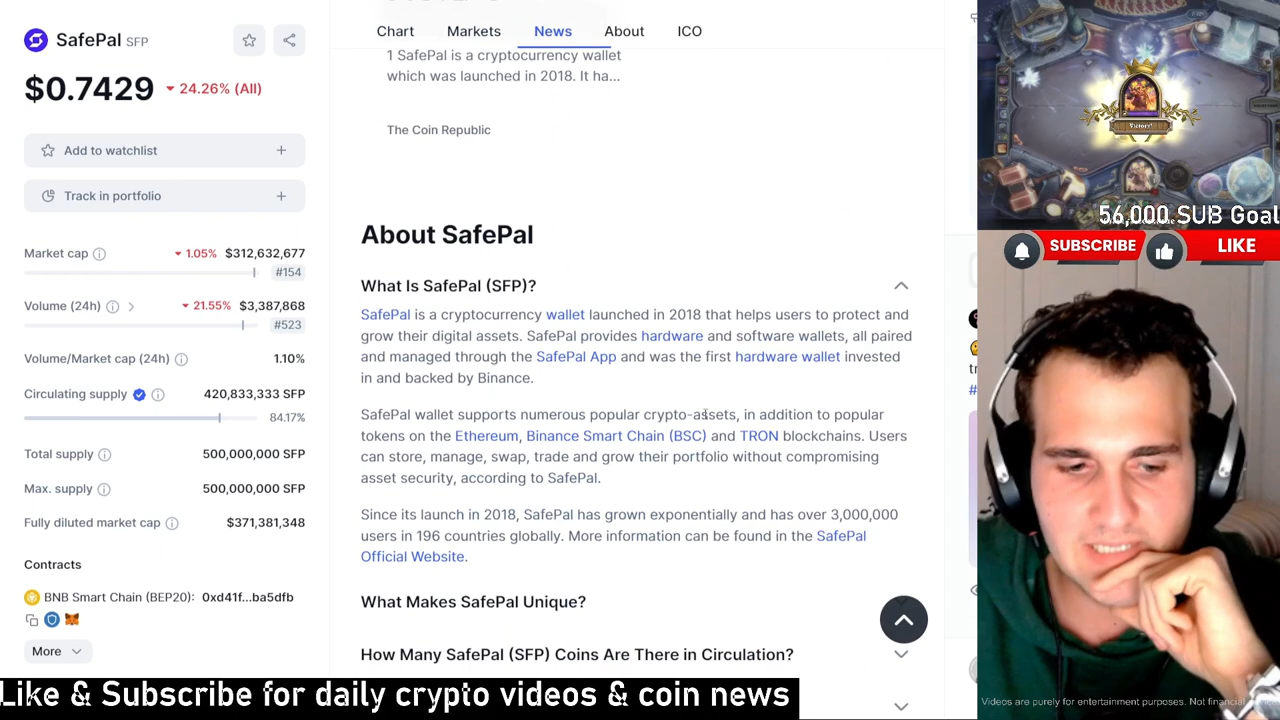 SafePal SFP
$0.7429 24.26% (All)
Add to watchlist
Track in portfolio
Market cap 1.05% $312,632,677
#154
Volume (24h) 21.55% $3,387,868
#523
Volume/Market cap (24h) 1.10%
Circulating supply 420,833,333 SFP
84.17%
Total supply 500,000,000 SFP
Max. supply 500,000,000 SFP
Fully diluted market cap $371,381,348
Contracts
BNB Smart Chain (BEP20): 0xd41f...ba5dfb
More
Chart Markets News About ICO
1 SafePal is a cryptocurrency wallet
which was launched in 2018. It ha...
The Coin Republic
About SafePal
What Is SafePal (SFP)?
SafePal is a cryptocurrency wallet launched in 2018 that helps users to protect and
grow their digital assets. SafePal provides hardware and software wallets, all paired
and managed through the SafePal App and was the first hardware wallet invested
in and backed by Binance.
SafePal wallet supports numerous popular crypto-assets, in addition to popular
tokens on the Ethereum, Binance Smart Chain (BSC) and TRON blockchains. Users
can store, manage, swap, trade and grow their portfolio without compromising
asset security, according to SafePal.
Since its launch in 2018, SafePal has grown exponentially and has over 3,000,000
users in 196 countries globally. More information can be found in the SafePal
Official Website.
What Makes SafePal Unique?
How Many SafePal (SFP) Coins Are There in Circulation?
Like & Subscribe for daily crypto videos & coin news
Victory!
56,000 SUB Goal
SUBSCRIBE LIKE
Videos are purely for entertainment purposes. Not financial